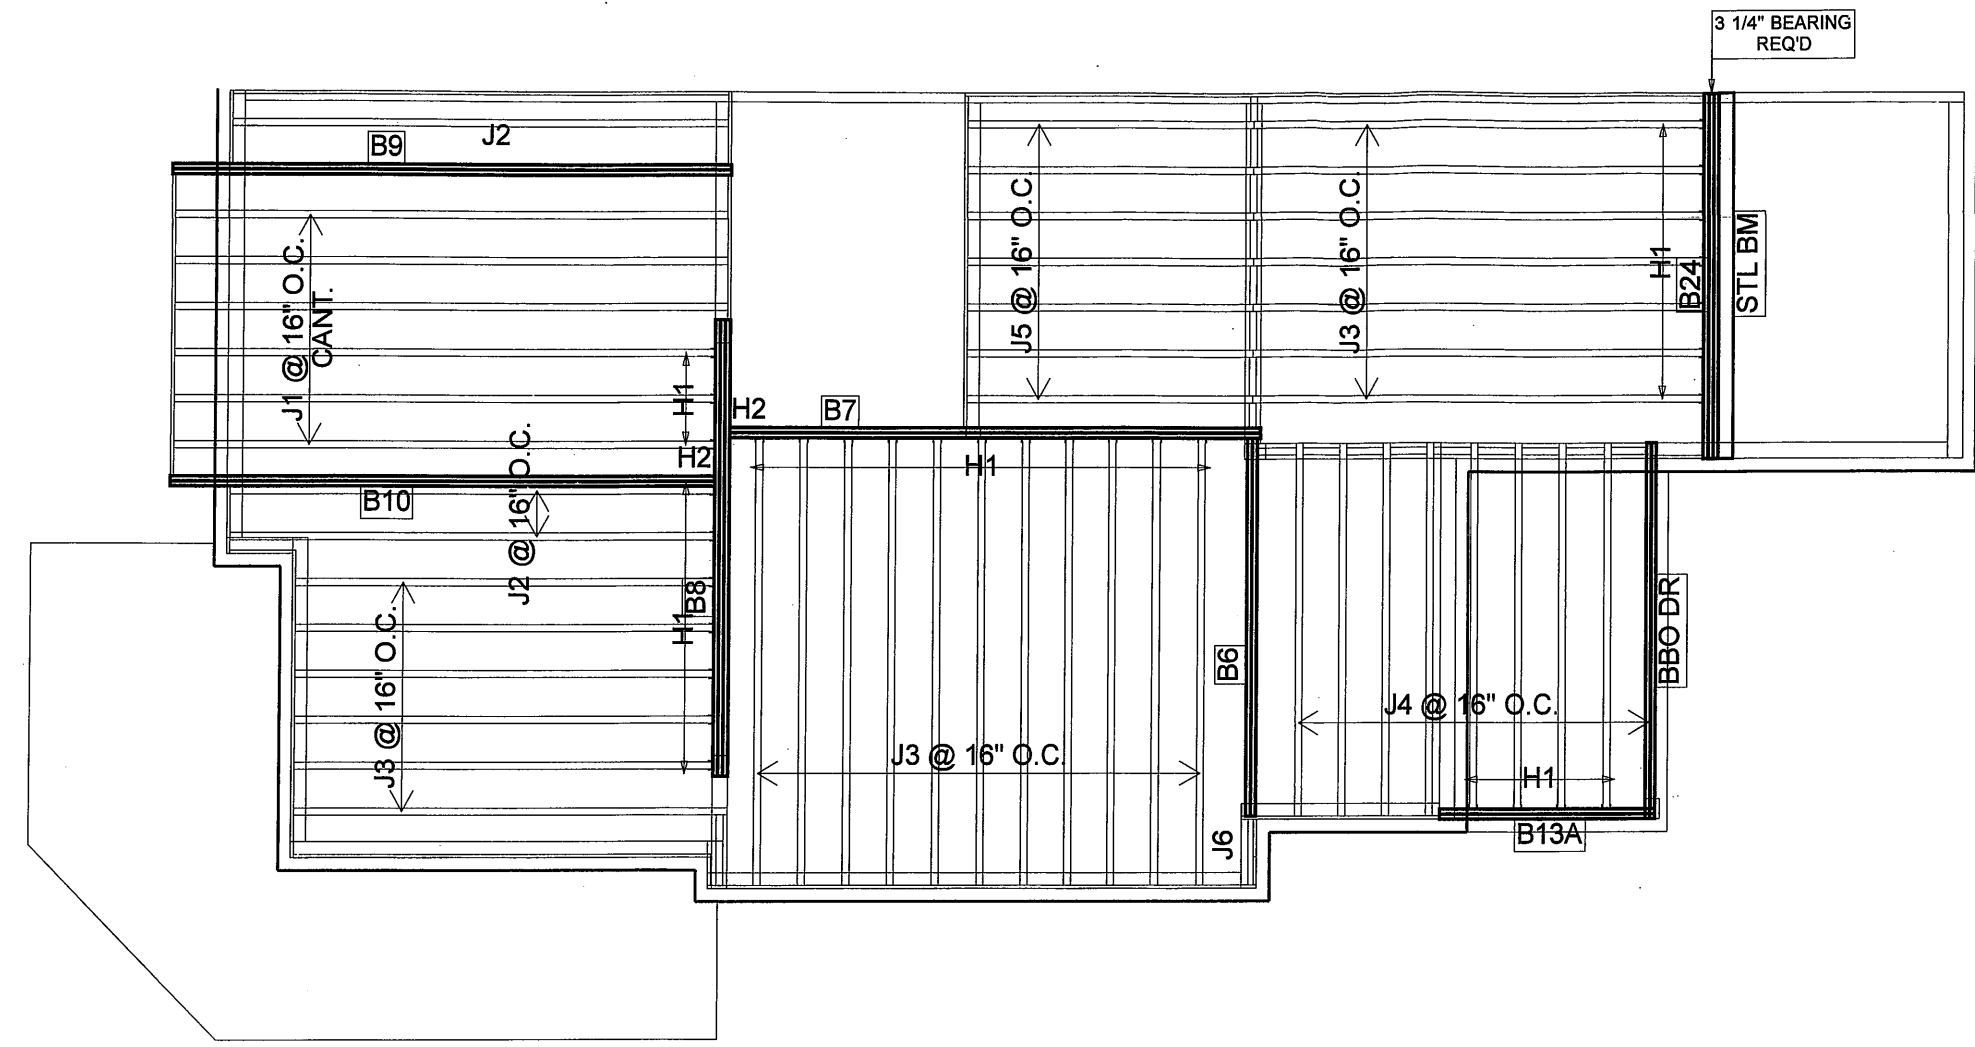 3 1/4" BEARING
REQ'D
B9
J2
J1 @ 16" O.C.
CANT.
J5 @ 16" O.C.
J3 @ 16" O.C.
H1
B24
STL BM
H1
H2
B7
H2
H1
B10
J2 @ 16" O.C.
B8
H1
J3 @ 16" O.C.
B6
BBO DR
J4 @ 16" O.C.
J3 @ 16" O.C.
H1
J6
B13A